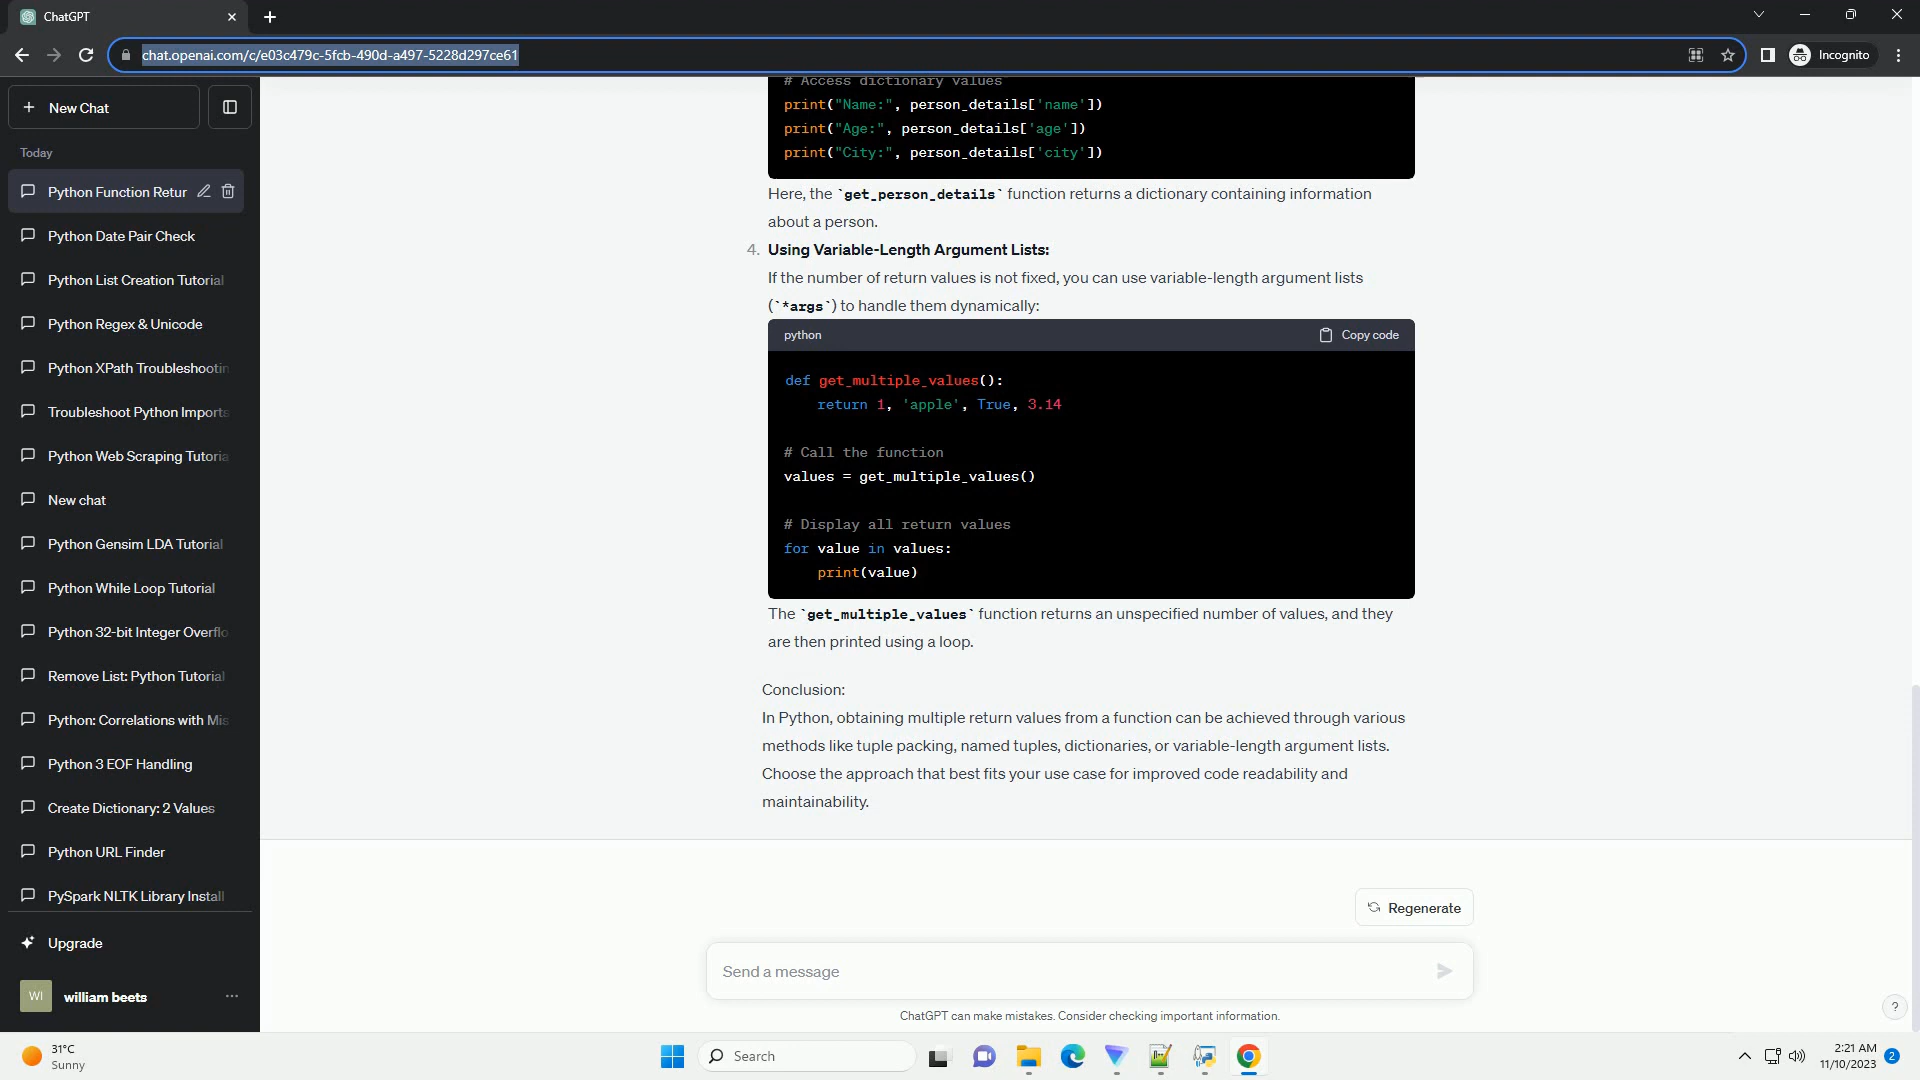 ChatGPT
chat.openai.com/c/e03c479c-5fcb-490d-a497-5228d297ce61
Incognito
New Chat
Today
Python Function Retur
Python Date Pair Check
Python List Creation Tutorial
Python Regex & Unicode
Python XPath Troubleshootin
Troubleshoot Python Imports
Python Web Scraping Tutoria
New chat
Python Gensim LDA Tutorial
Python While Loop Tutorial
Python 32-bit Integer Overflo
Remove List: Python Tutorial
Python: Correlations with Mis
Python 3 EOF Handling
Create Dictionary: 2 Values
Python URL Finder
PySpark NLTK Library Install
Upgrade
WI william beets
# Access dictionary values
print("Name:", person_details['name'])
print("Age:", person_details['age'])
print("City:", person_details['city'])
Here, the `get_person_details` function returns a dictionary containing information
about a person.
4. Using Variable-Length Argument Lists:
If the number of return values is not fixed, you can use variable-length argument lists
(`*args`) to handle them dynamically:
python Copy code
def get_multiple_values():
    return 1, 'apple', True, 3.14
# Call the function
values = get_multiple_values()
# Display all return values
for value in values:
    print(value)
The `get_multiple_values` function returns an unspecified number of values, and they
are then printed using a loop.
Conclusion:
In Python, obtaining multiple return values from a function can be achieved through various
methods like tuple packing, named tuples, dictionaries, or variable-length argument lists.
Choose the approach that best fits your use case for improved code readability and
maintainability.
Regenerate
Send a message
ChatGPT can make mistakes. Consider checking important information.
?
31°C
Sunny
Search
2:21 AM
11/10/2023
2